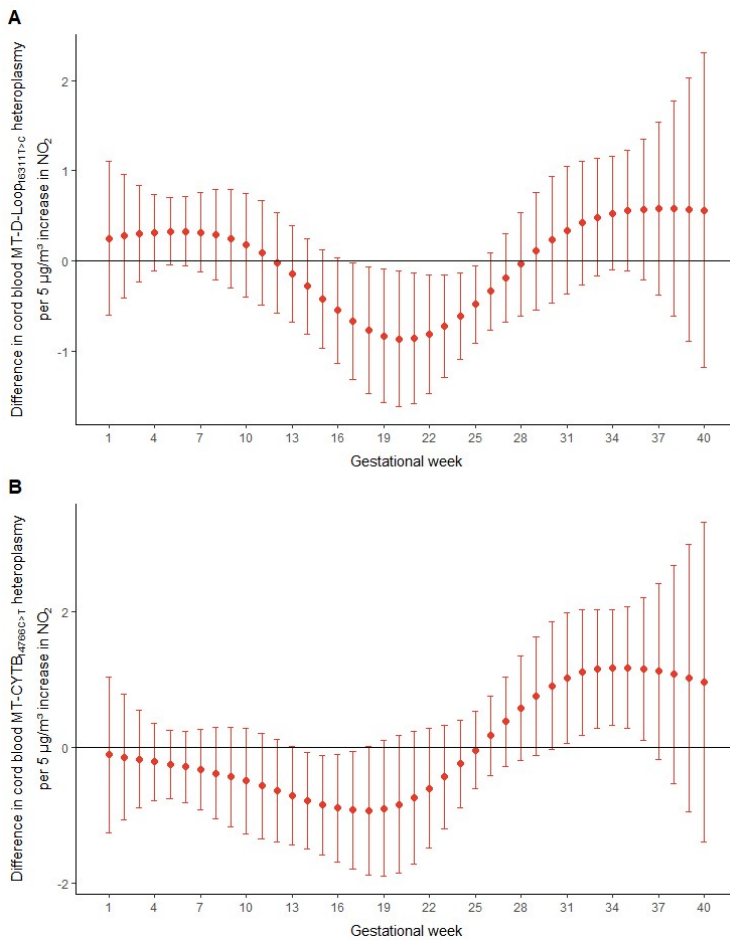 A
Difference in cord blood MT-D-Loop16311T>C heteroplasmy
per 5 µg/m³ increase in NO2
2
1
0
-1
1 4 7 10 13 16 19 22 25 28 31 34 37 40
Gestational week
B
Difference in cord blood MT-CYTB14766C>T heteroplasmy
per 5 µg/m³ increase in NO2
2
0
-2
1 4 7 10 13 16 19 22 25 28 31 34 37 40
Gestational week